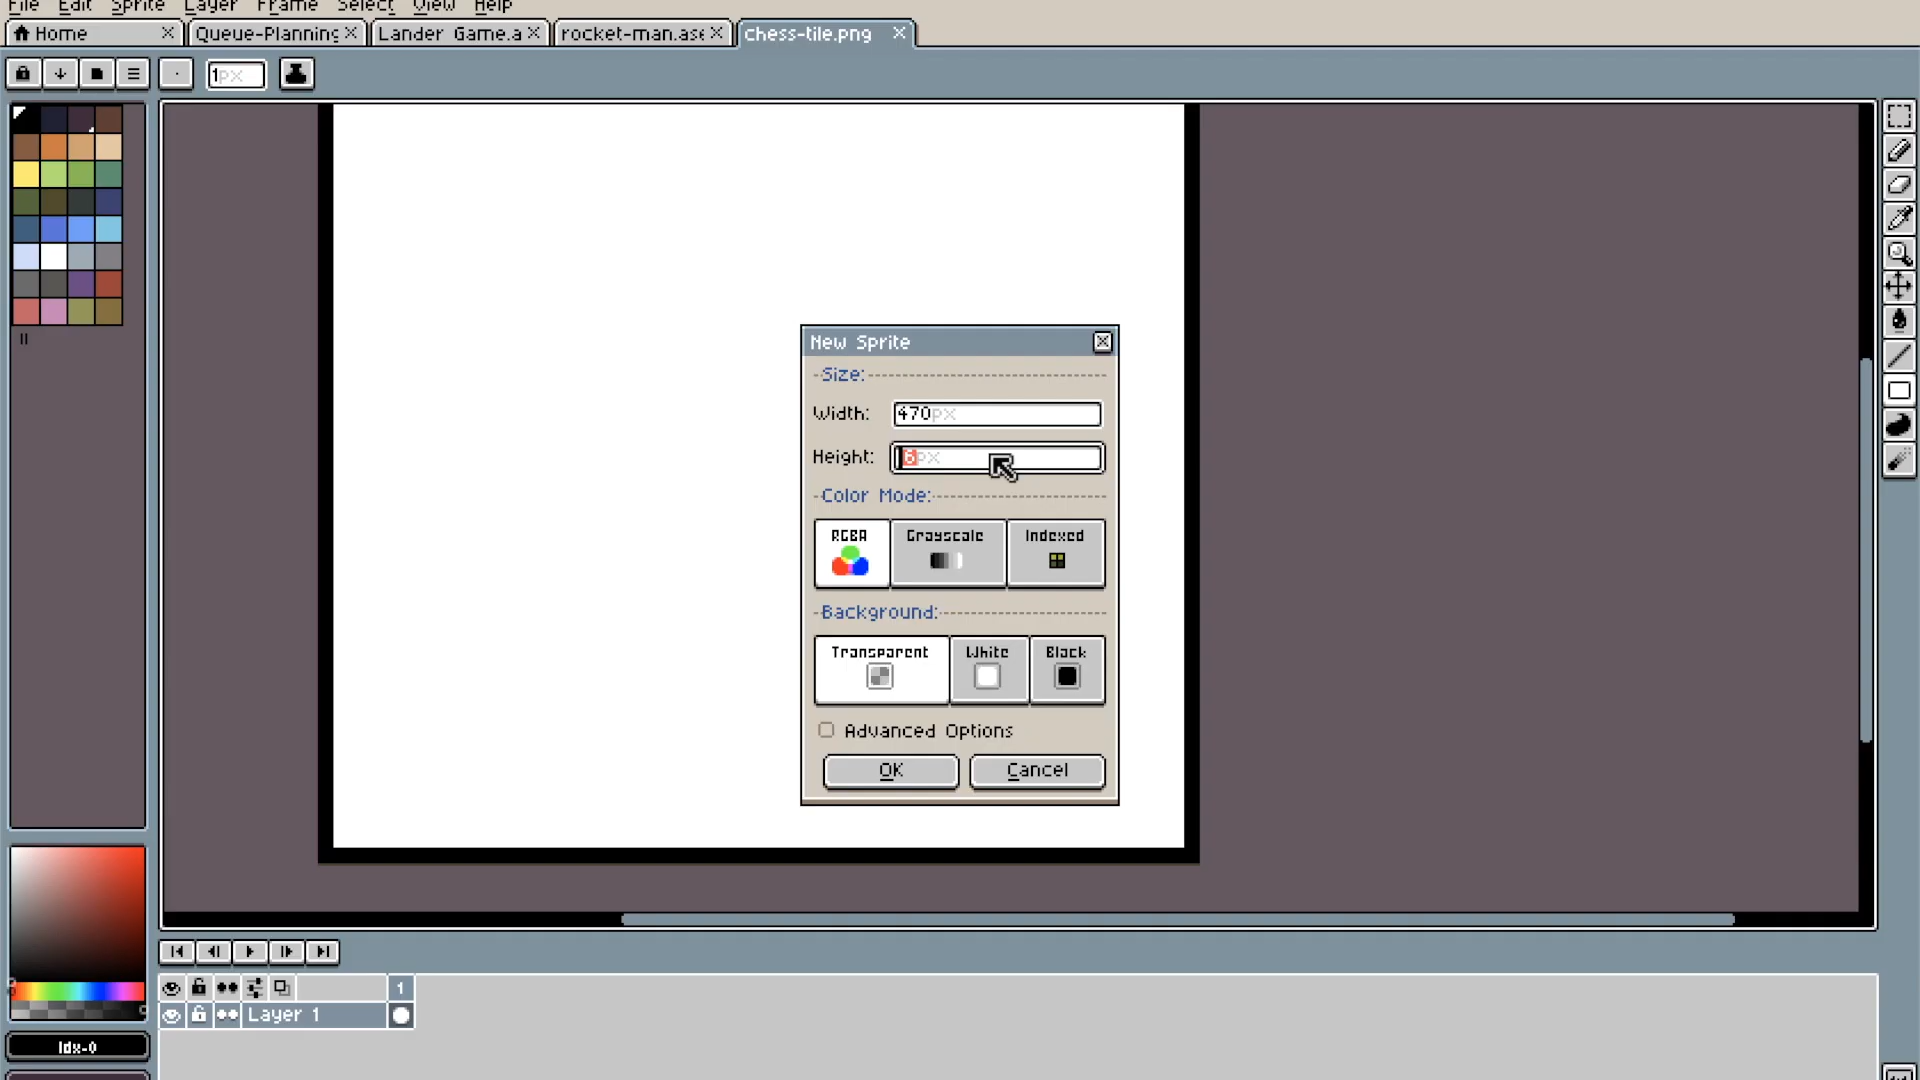 File Edit Sprite Layer Frame Select View Help
Home Queue-Planning Lander Game.a rocket-man.ase chess-tile.png
1px
New Sprite
Size:
Width: 470px
Height: 6px
Color Mode:
RGBA Grayscale Indexed
Background:
Transparent White Black
Advanced Options
OK Cancel
1
Layer 1
Idx-0